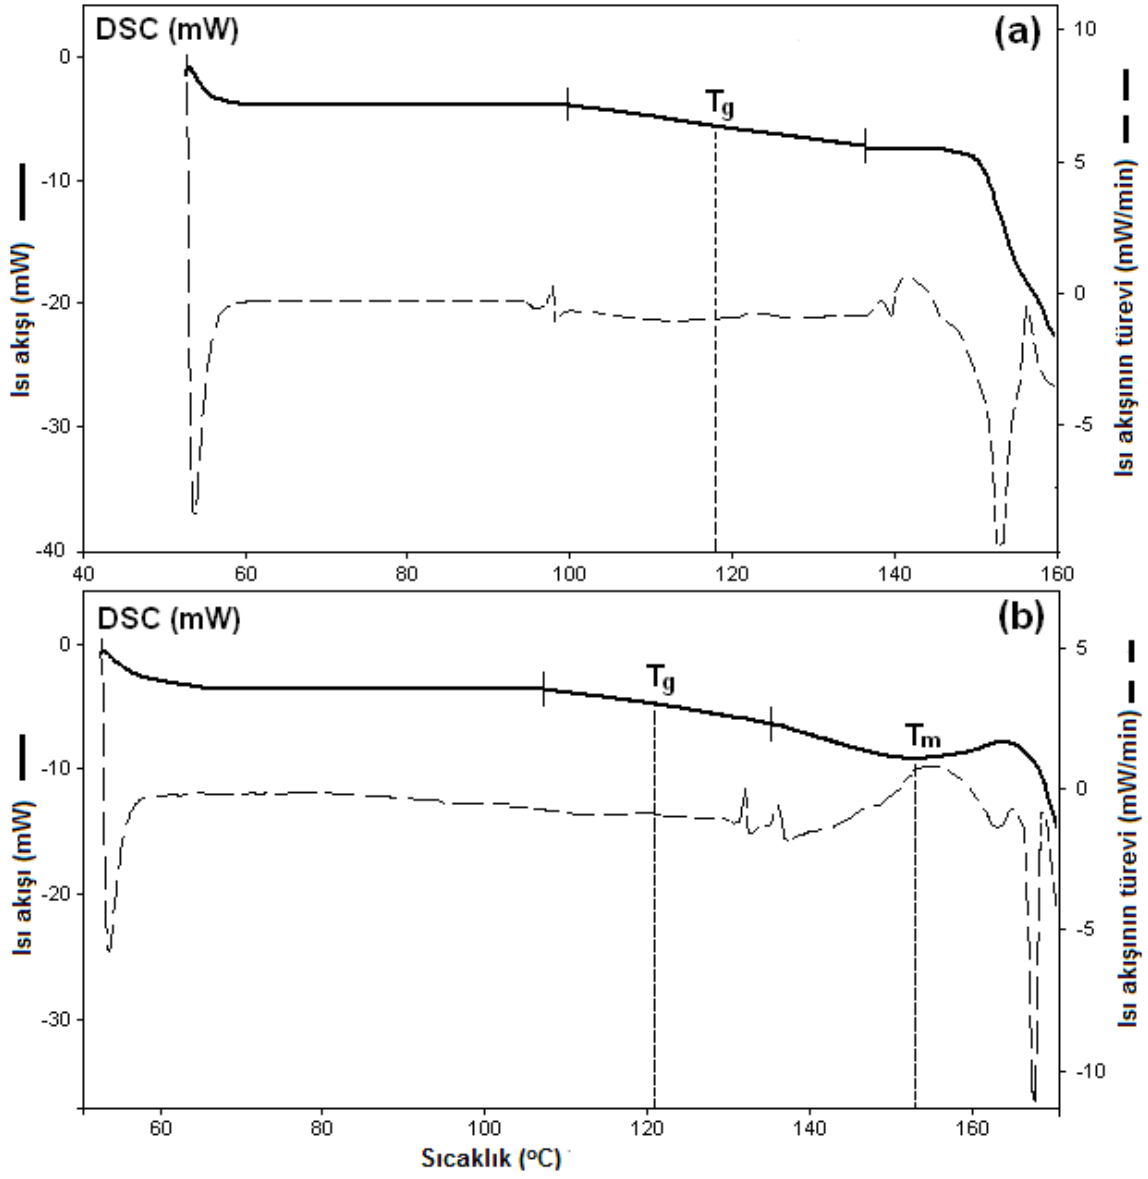 DSC (mW)
(a)
Tg
0
-10
-20
-30
-40
Isı akışı (mW)
10
5
0
-5
Isı akışının türevi (mW/min)
40
60
80
100
120
140
160
DSC (mW)
(b)
Tg
Tm
0
-10
-20
-30
Isı akışı (mW)
5
0
-5
-10
Isı akışının türevi (mW/min)
60
80
100
120
140
160
Sıcaklık (ºC)